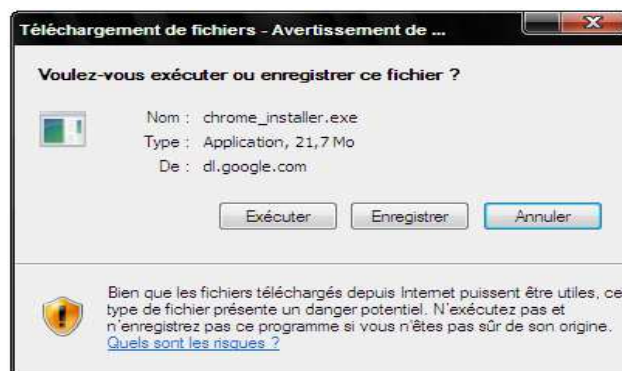 Téléchargement de fichiers - Avertissement de ...
Voulez-vous exécuter ou enregistrer ce fichier ?
Nom : chrome_installer.exe
Type : Application, 21,7 Mo
De : dl.google.com
Exécuter Enregistrer Annuler
Bien que les fichiers téléchargés depuis Internet puissent être utiles, ce
type de fichier présente un danger potentiel. N'exécutez pas et
n'enregistrez pas ce programme si vous n'êtes pas sûr de son origine.
Quels sont les risques ?